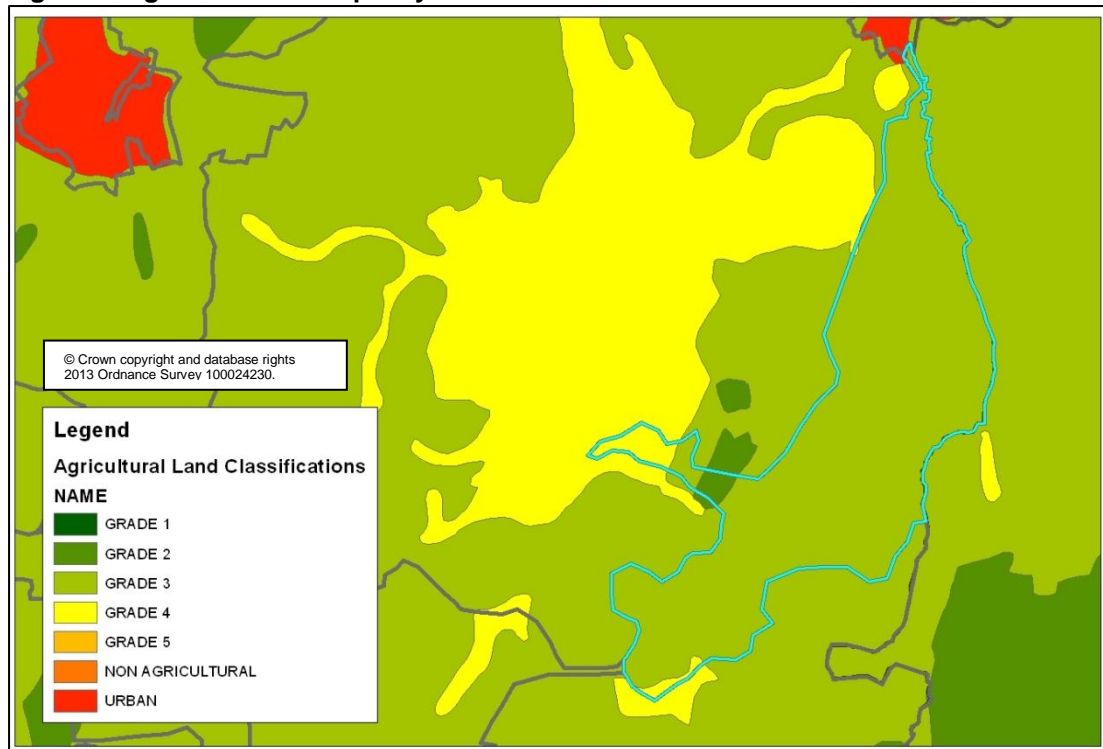 © Crown copyright and database rights
2013 Ordnance Survey 100024230.
Legend
Agricultural Land Classifications
NAME
GRADE 1
GRADE 2
GRADE 3
GRADE 4
GRADE 5
NON AGRICULTURAL
URBAN